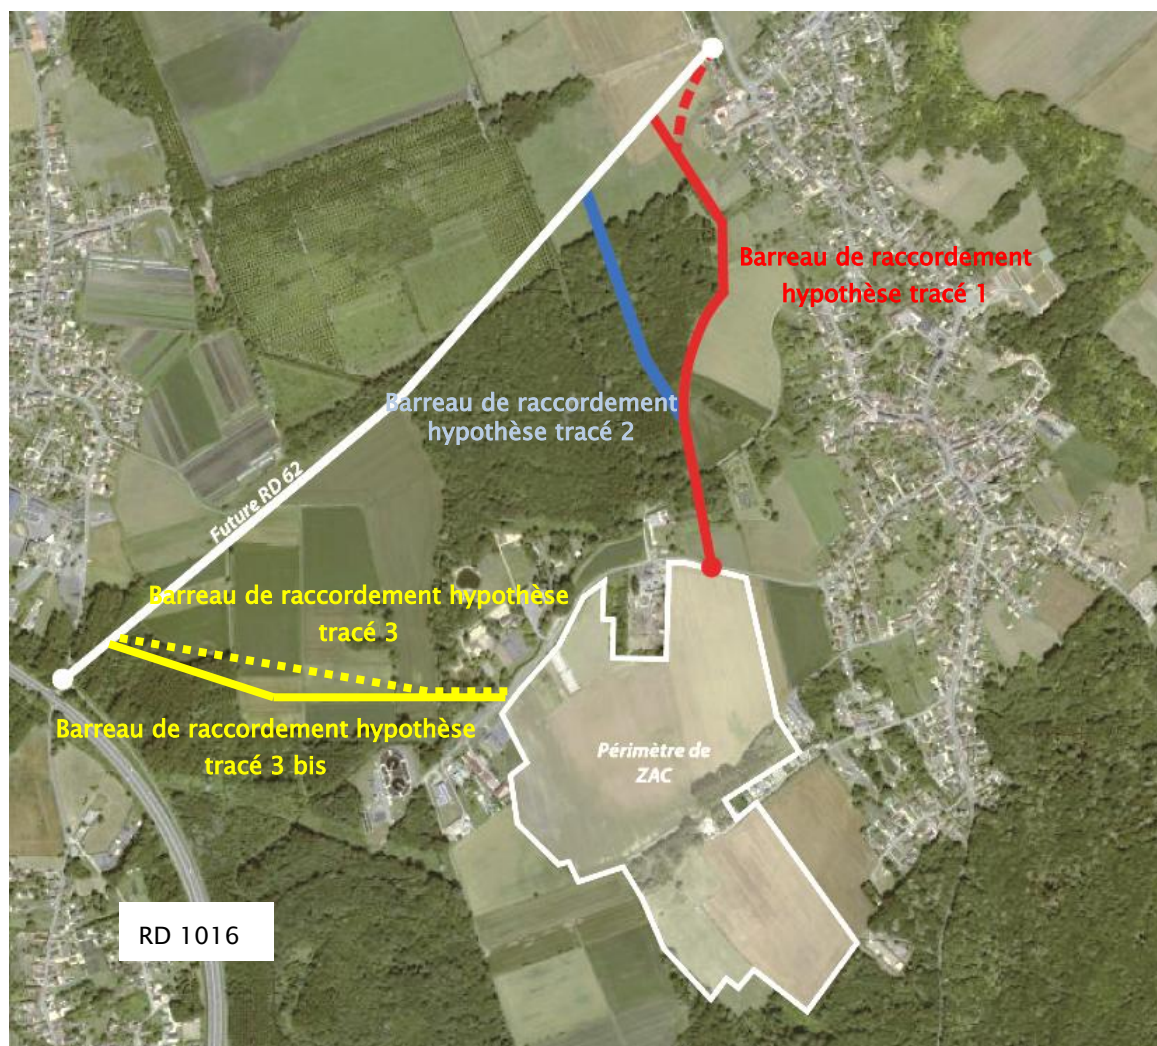 Barreau de raccordement
hypothèse tracé 1
Barreau de raccordement
hypothèse tracé 2
Future RD 62
Barreau de raccordement hypothèse
tracé 3
Barreau de raccordement hypothèse
tracé 3 bis
Périmètre de
ZAC
RD 1016